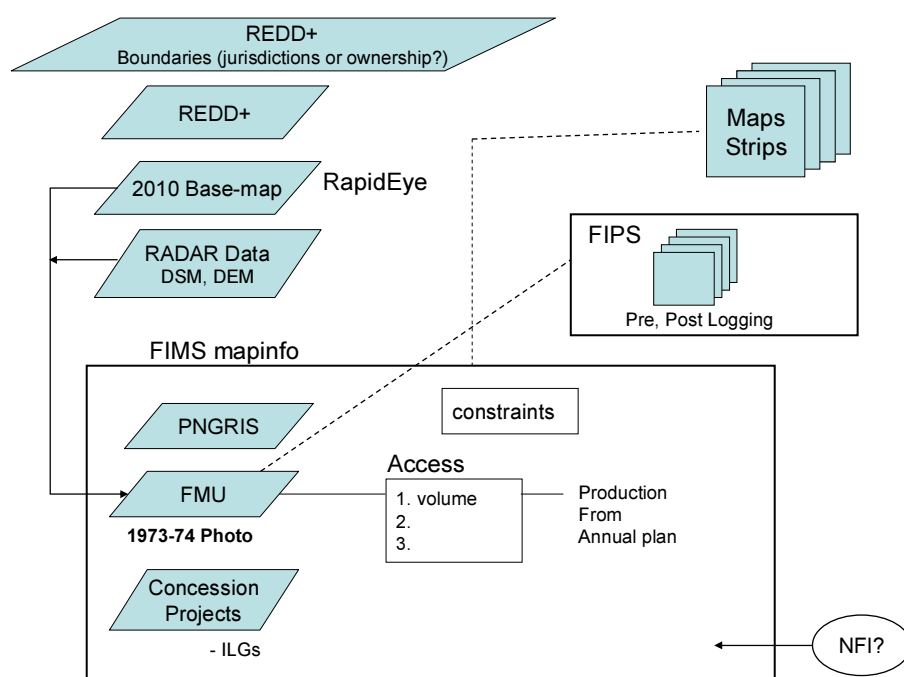 REDD+
Boundaries (jurisdictions or ownership?)
REDD+
Maps
Strips
2010 Base-map
RapidEye
RADAR Data
DSM, DEM
FIPS
Pre, Post Logging
FIMS mapinfo
PNGRIS
constraints
FMU
1973-74 Photo
Access
1. volume
2.
3.
Production
From
Annual plan
Concession
Projects
- ILGs
NFI?